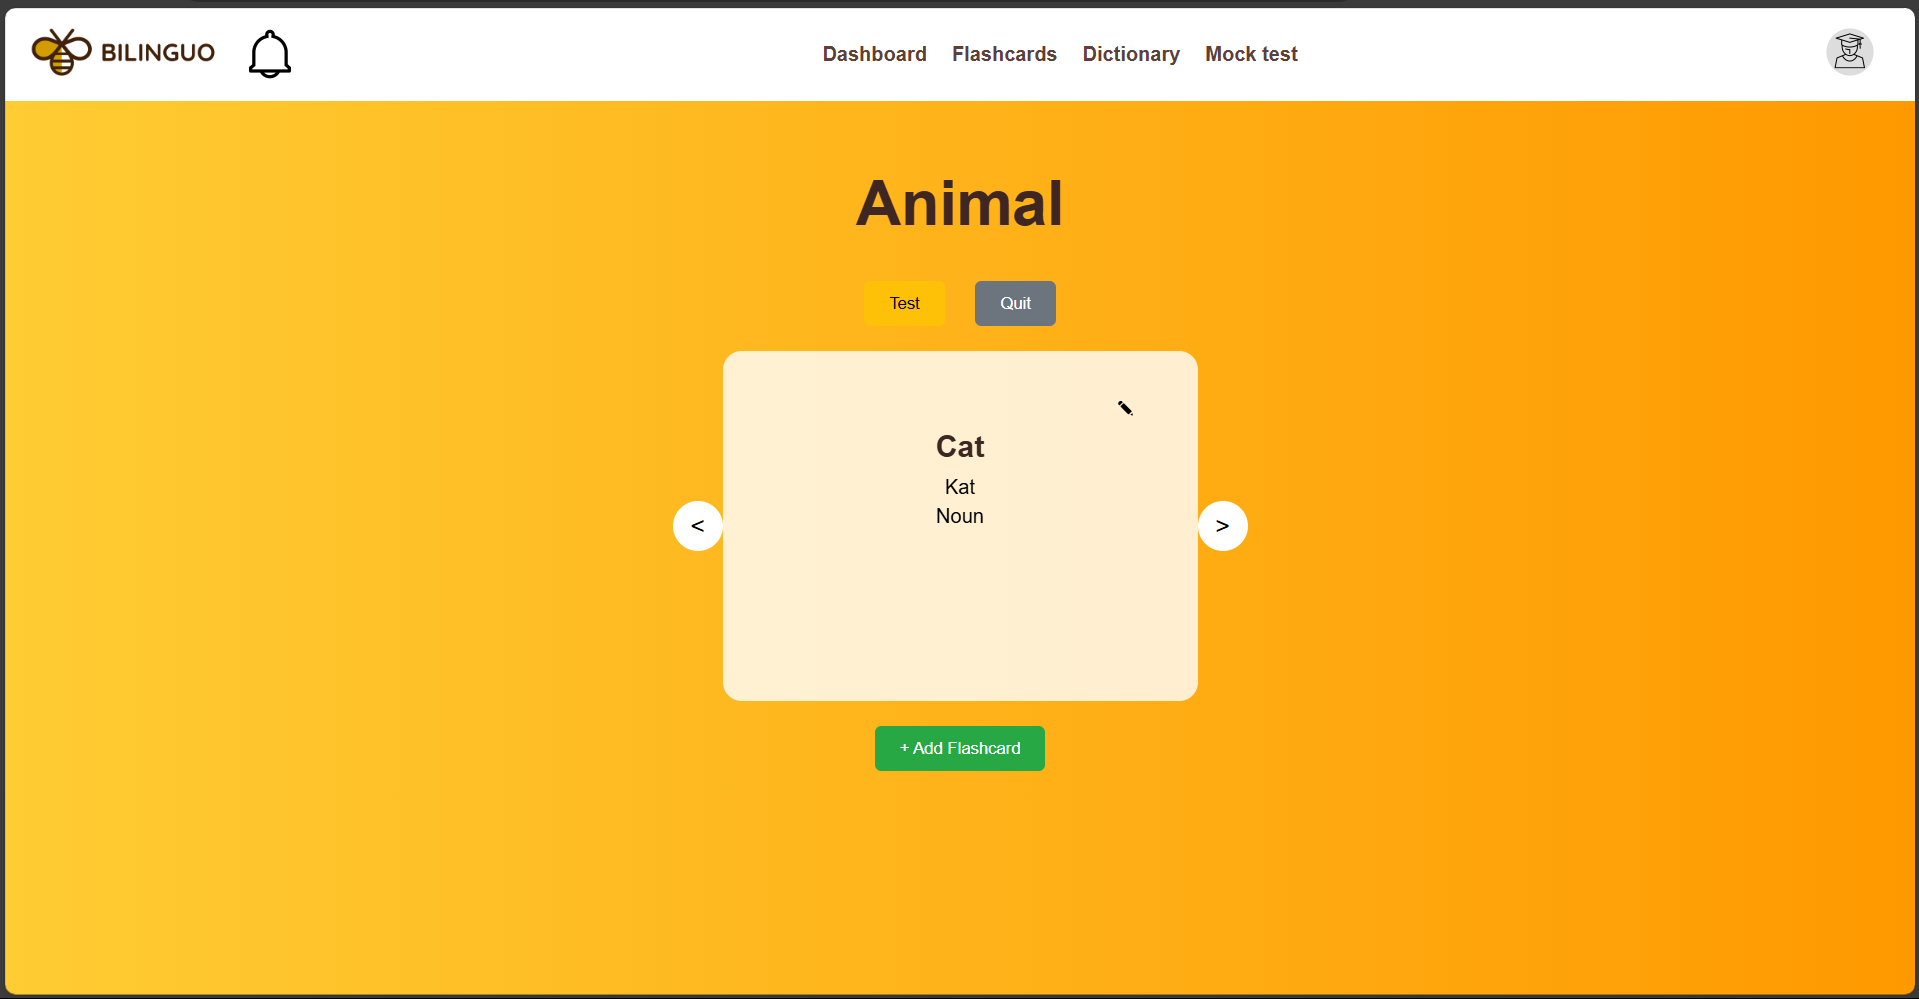 BILINGUO
Dashboard Flashcards Dictionary Mock test
Animal
Test Quit
Cat
Kat
Noun
< >
+ Add Flashcard